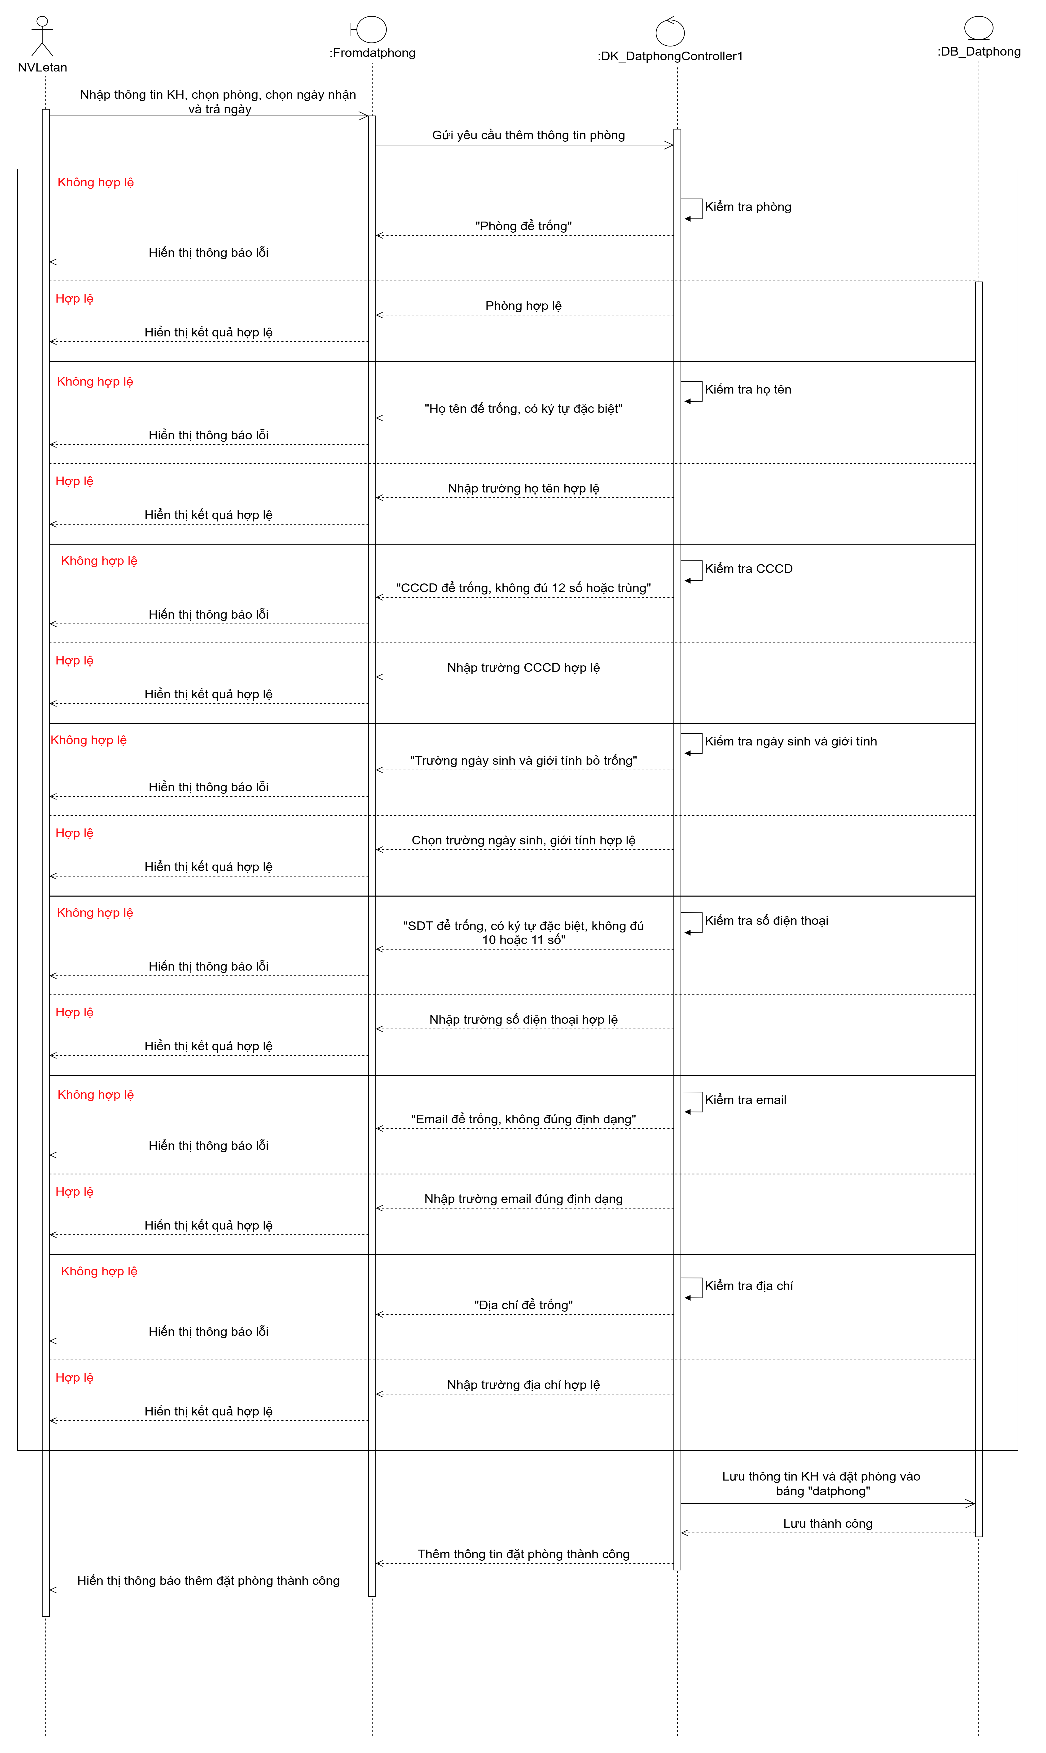 NVLetan
:Fromdatphong
:DK_DatphongController1
:DB_Datphong
Nhập thông tin KH, chọn phòng, chọn ngày nhận
và trả ngày
Gửi yêu cầu thêm thông tin phòng
Không hợp lệ
Kiểm tra phòng
"Phòng để trống"
Hiển thị thông báo lỗi
Hợp lệ
Phòng hợp lệ
Hiển thị kết quả hợp lệ
Không hợp lệ
Kiểm tra họ tên
"Họ tên để trống, có ký tự đặc biệt"
Hiển thị thông báo lỗi
Hợp lệ
Nhập trường họ tên hợp lệ
Hiển thị kết quả hợp lệ
Không hợp lệ
Kiểm tra CCCD
"CCCD để trống, không đủ 12 số hoặc trùng"
Hiển thị thông báo lỗi
Hợp lệ
Nhập trường CCCD hợp lệ
Hiển thị kết quả hợp lệ
Không hợp lệ
Kiểm tra ngày sinh và giới tính
"Trường ngày sinh và giới tính bỏ trống"
Hiển thị thông báo lỗi
Hợp lệ
Chọn trường ngày sinh, giới tính hợp lệ
Hiển thị kết quả hợp lệ
Không hợp lệ
Kiểm tra số điện thoại
"SDT để trống, có ký tự đặc biệt, không đủ
10 hoặc 11 số"
Hiển thị thông báo lỗi
Hợp lệ
Nhập trường số điện thoại hợp lệ
Hiển thị kết quả hợp lệ
Không hợp lệ
Kiểm tra email
"Email để trống, không đúng định dạng"
Hiển thị thông báo lỗi
Hợp lệ
Nhập trường email đúng định dạng
Hiển thị kết quả hợp lệ
Không hợp lệ
Kiểm tra địa chỉ
"Địa chỉ để trống"
Hiển thị thông báo lỗi
Hợp lệ
Nhập trường địa chỉ hợp lệ
Hiển thị kết quả hợp lệ
Lưu thông tin KH và đặt phòng vào
bảng "datphong"
Lưu thành công
Thêm thông tin đặt phòng thành công
Hiển thị thông báo thêm đặt phòng thành công